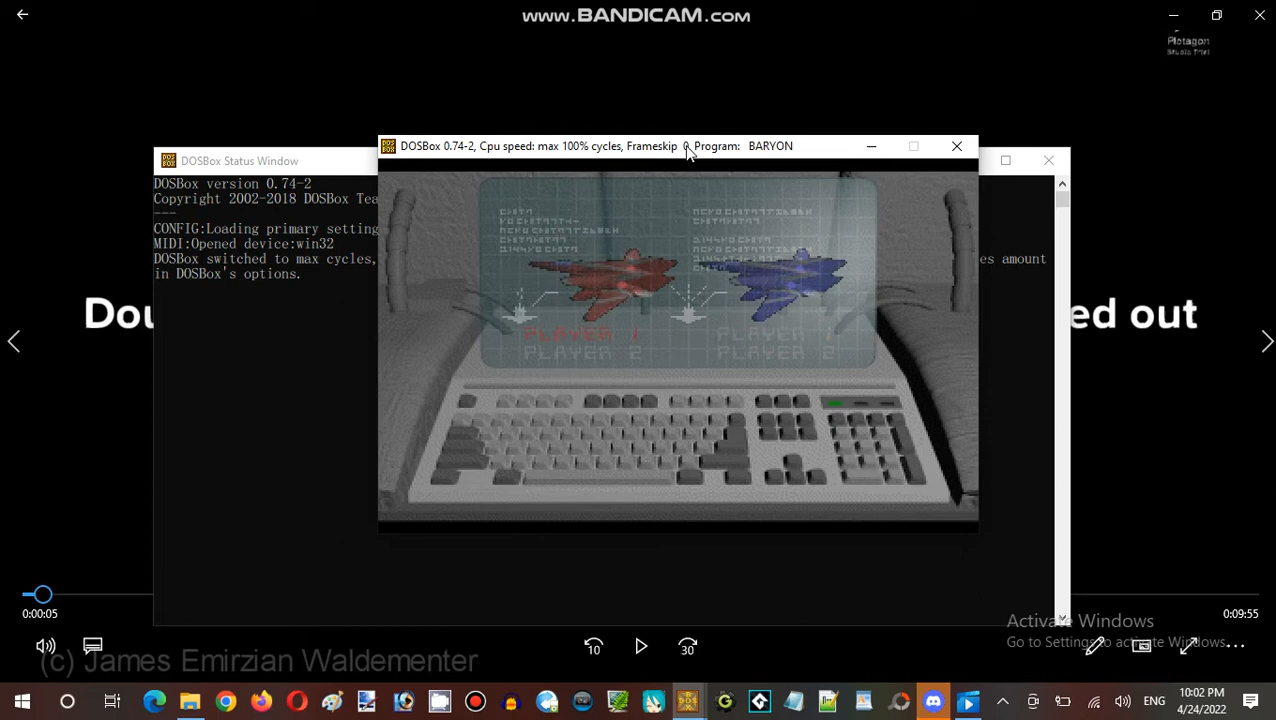 www.BANDICAM.com
Plotagon
Studio Trial
DOSBox 0.74-2, Cpu speed: max 100% cycles, Frameskip 0, Program: BARYON
DOSBox Status Window
DOSBox version 0.74-2
Copyright 2002-2018 DOSBox Tea
---
CONFIG:Loading primary setting
MIDI:Opened device:win32
DOSBox switched to max cycles, es amount
in DOSBox's options.
Dou ed out
PLAYER 1 PLAYER 1
PLAYER 2 PLAYER 2
0:00:05 0:09:55
10 30
Activate Windows
Go to Settings to activate Windows.
(c) James Emirzian Waldementer
DOS
ENG
10:02 PM
4/24/2022